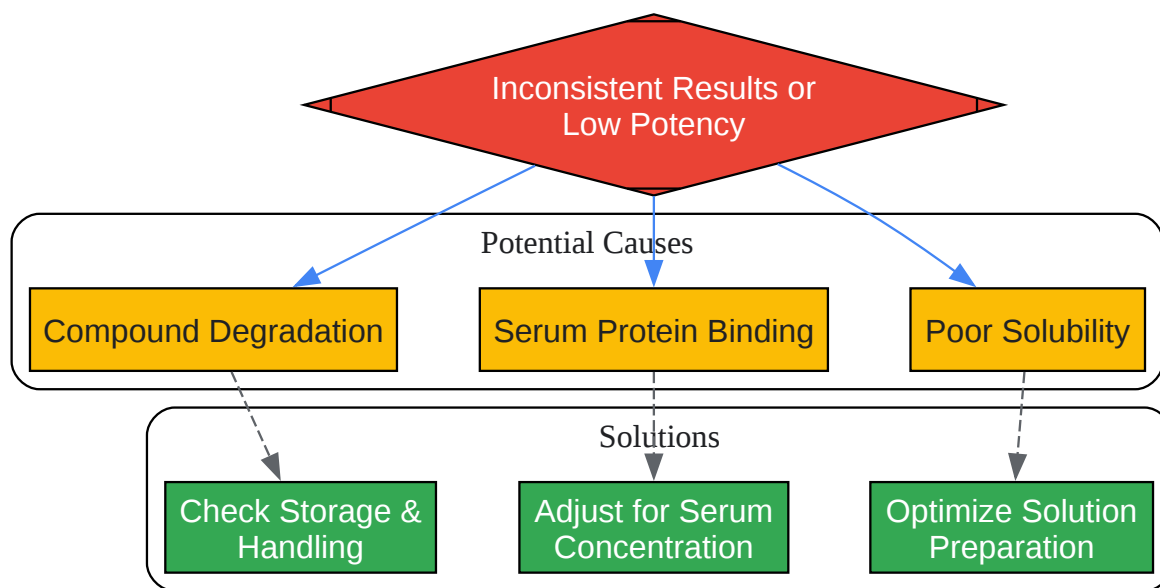 Inconsistent Results or
Low Potency
Potential Causes
Compound Degradation
Serum Protein Binding
Poor Solubility
Solutions
Check Storage &
Handling
Adjust for Serum
Concentration
Optimize Solution
Preparation